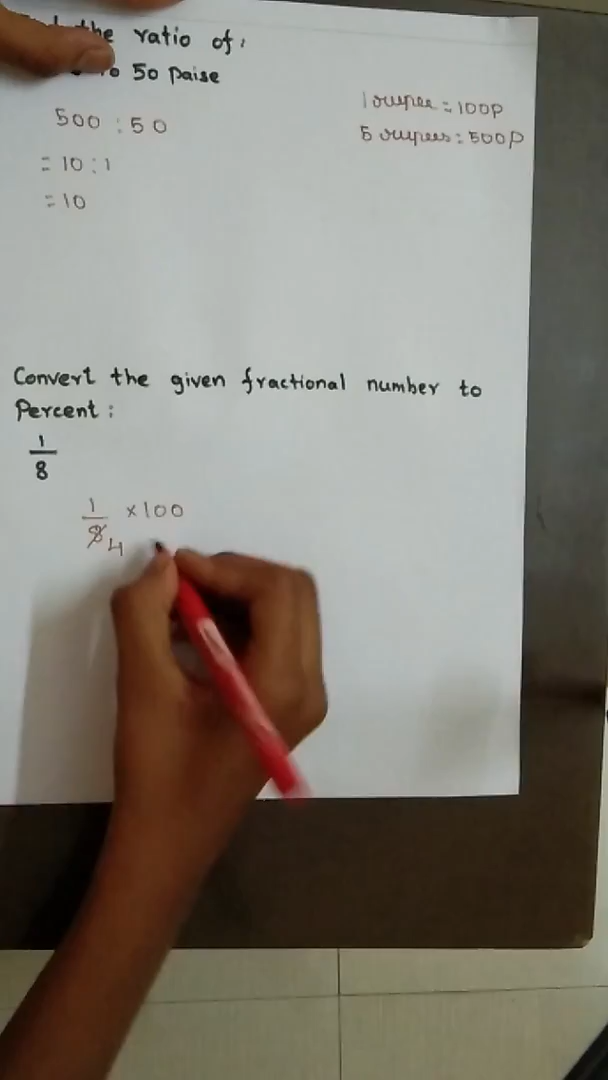 the ratio of:
to 50 paise
1 rupee = 100P
500 : 50
5 rupees = 500P
= 10 : 1
= 10
Convert the given fractional number to
Percent :
1
8
1 × 100
8 4